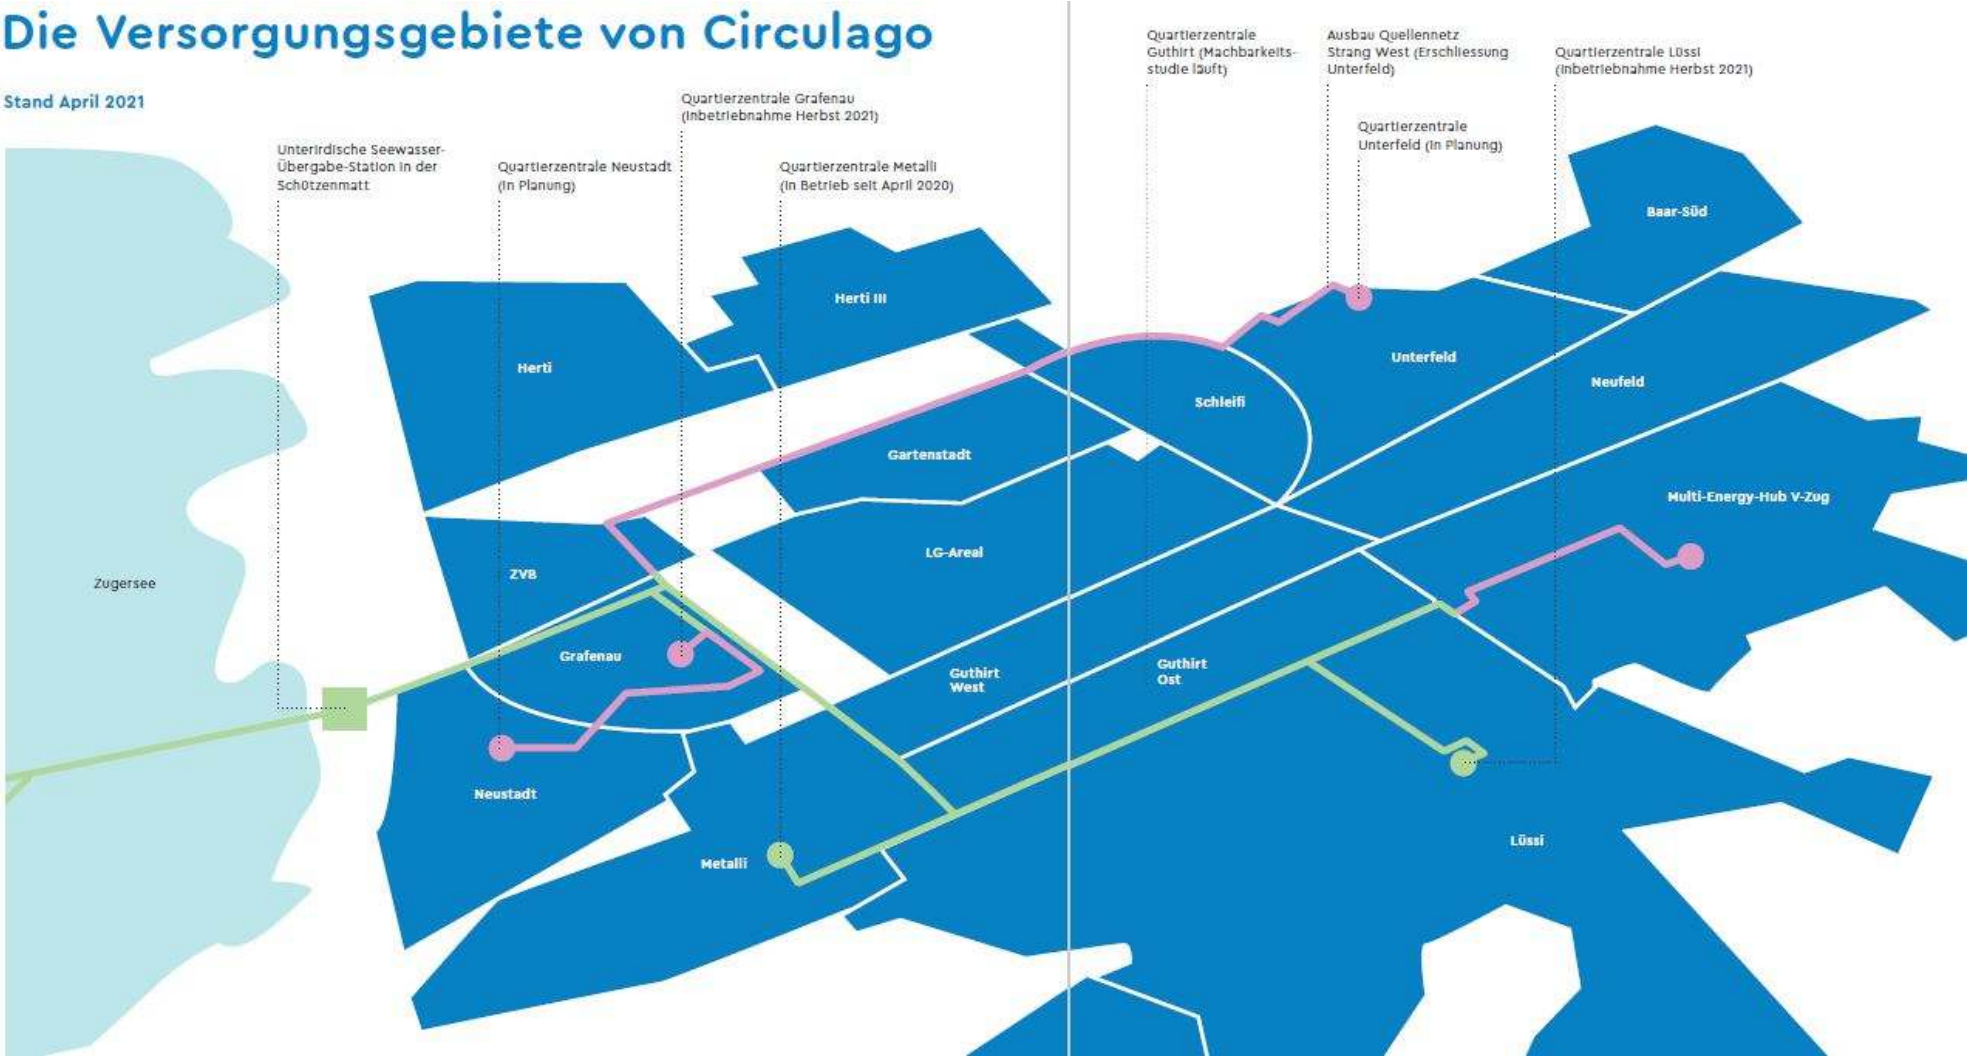 Die Versorgungsgebiete von Circulago
Stand April 2021
Unterirdische Seewasser-
Übergabe-Station in der
Schützenmatt
Quartierzentrale Neustadt
(in Planung)
Quartierzentrale Grafenau
(Inbetriebnahme Herbst 2021)
Quartierzentrale Metalli
(in Betrieb seit April 2020)
Quartierzentrale
Guthirt (Machbarkeits-
studie läuft)
Ausbau Quellennetz
Strang West (Erschliessung
Unterfeld)
Quartierzentrale
Unterfeld (in Planung)
Quartierzentrale Lüssi
(Inbetriebnahme Herbst 2021)
Baar-Süd
Herti III
Herti
Unterfeld
Neufeld
Schleifi
Gartenstadt
Multi-Energy-Hub V-Zug
LG-Areal
ZVB
Zugersee
Grafenau
Guthirt
West
Guthirt
Ost
Neustadt
Metalli
Lüssi